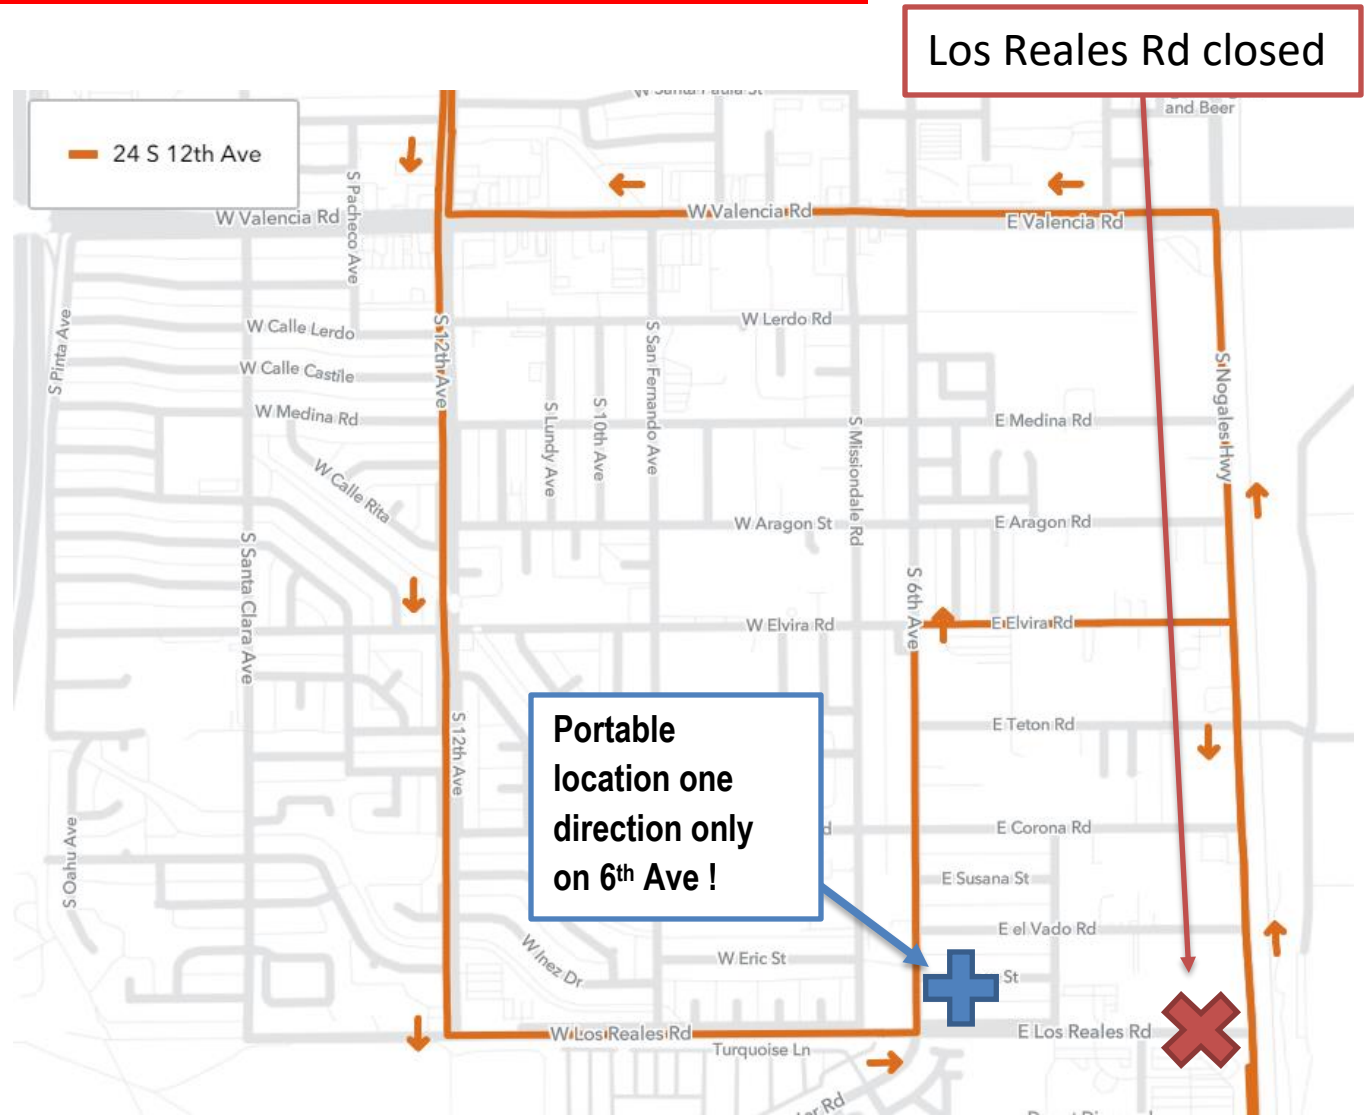 Los Reales Rd closed
W Santa Paula St
and Beer
24 S 12th Ave
S Pacheco Ave
W Valencia Rd
W Valencia Rd
E Valencia Rd
S Pinta Ave
W Calle Lerdo
S 12th Ave
W Lerdo Rd
S San Fernando Ave
W Calle Castile
S Nogales Hwy
W Medina Rd
S Lundy Ave
S 10th Ave
S Missiondale Rd
E Medina Rd
W Calle Rita
W Aragon St
E Aragon Rd
S Santa Clara Ave
S 6th Ave
W Elvira Rd
E Elvira Rd
S 12th Ave
E Teton Rd
Portable
location one
direction only
on 6th Ave !
S Oahu Ave
d
E Corona Rd
E Susana St
E el Vado Rd
W Inez Dr
W Eric St
St
W Los Reales Rd
E Los Reales Rd
Turquoise Ln
Rd